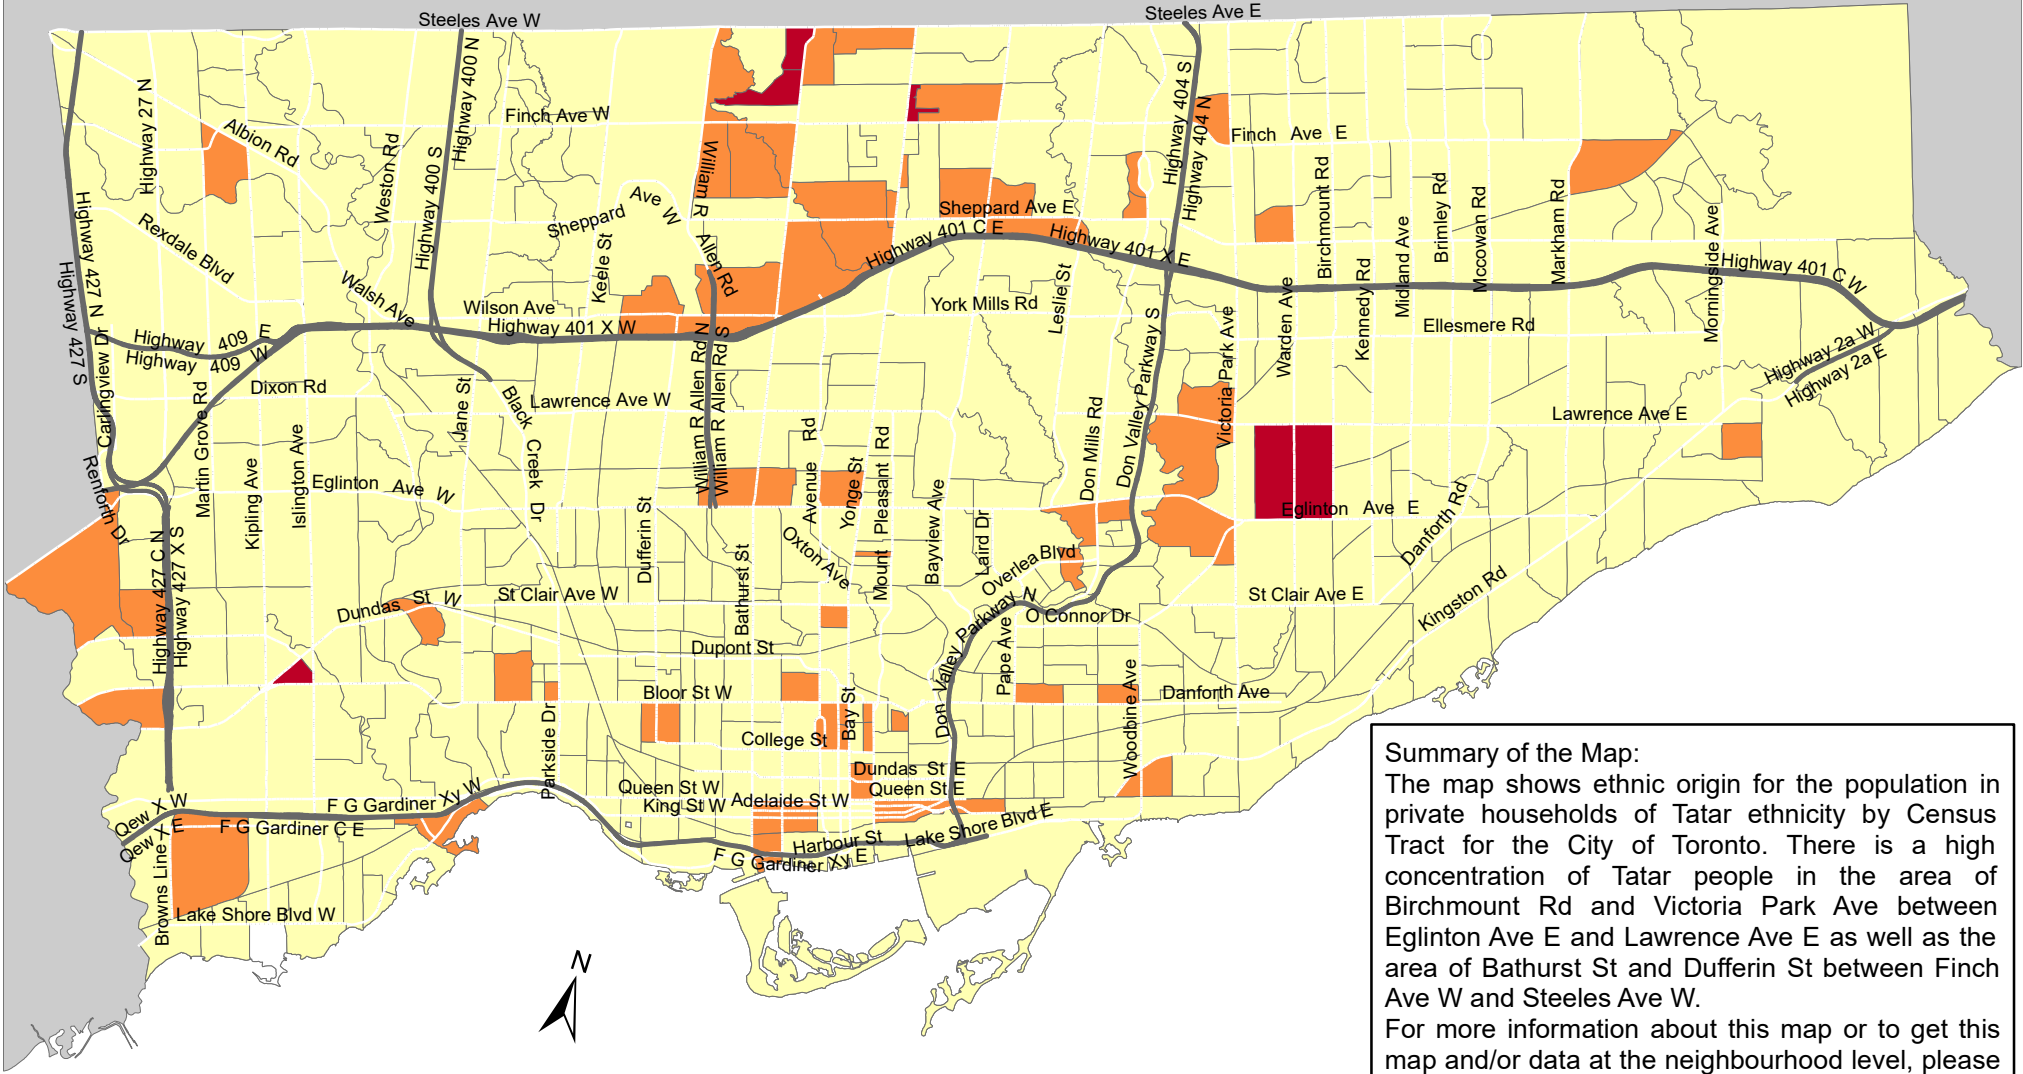 Steeles Ave W
Steeles Ave E
Highway 27 N
Albion Rd
Weston Rd
Highway 400 N
Highway 400 S
Finch Ave W
William R Allen Rd
Highway 404 S
Highway 404 N
Finch Ave E
Highway 427 N
Highway 427 S
Rexdale Blvd
Walsh Ave
Sheppard Ave W
Keele St
Sheppard Ave E
Highway 401 C E
Highway 401 X E
Birchmount Rd
Midland Ave
Brimley Rd
Mccowan Rd
Markham Rd
Morningside Ave
Highway 401 C W
Wilson Ave
Highway 401 X W
York Mills Rd
Leslie St
Warden Ave
Kennedy Rd
Ellesmere Rd
Highway 409 E
Highway 409 W
Carlingview Dr
Dixon Rd
Highway 2a W
Highway 2a E
Martin Grove Rd
Jane St
Black Creek Dr
Lawrence Ave W
William R Allen Rd N
William R Allen Rd S
Don Valley Parkway S
Victoria Park Ave
Lawrence Ave E
Renforth Dr
Kipling Ave
Islington Ave
Eglinton Ave W
Avenue Rd
Yonge St
Mount Pleasant Rd
Bayview Ave
Laird Dr
Don Mills Rd
Eglinton Ave E
Danforth Rd
Highway 427 C N
Highway 427 X S
Dufferin St
Bathurst St
Oxton Ave
Overlea Blvd
Dundas St W
St Clair Ave W
Don Valley Parkway N
O Connor Dr
St Clair Ave E
Kingston Rd
Dupont St
Pape Ave
Woodbine Ave
Bloor St W
Bay St
Danforth Ave
Parkside Dr
College St
Dundas St E
Queen St W
Queen St E
King St W
Adelaide St W
Qew X W
Qew X E
F G Gardiner Xy W
F G Gardiner C E
Harbour St
Lake Shore Blvd E
F G Gardiner Xy E
Browns Line
Lake Shore Blvd W
N
Summary of the Map:
The map shows ethnic origin for the population in
private households of Tatar ethnicity by Census
Tract for the City of Toronto. There is a high
concentration of Tatar people in the area of
Birchmount Rd and Victoria Park Ave between
Eglinton Ave E and Lawrence Ave E as well as the
area of Bathurst St and Dufferin St between Finch
Ave W and Steeles Ave W.
For more information about this map or to get this
map and/or data at the neighbourhood level, please